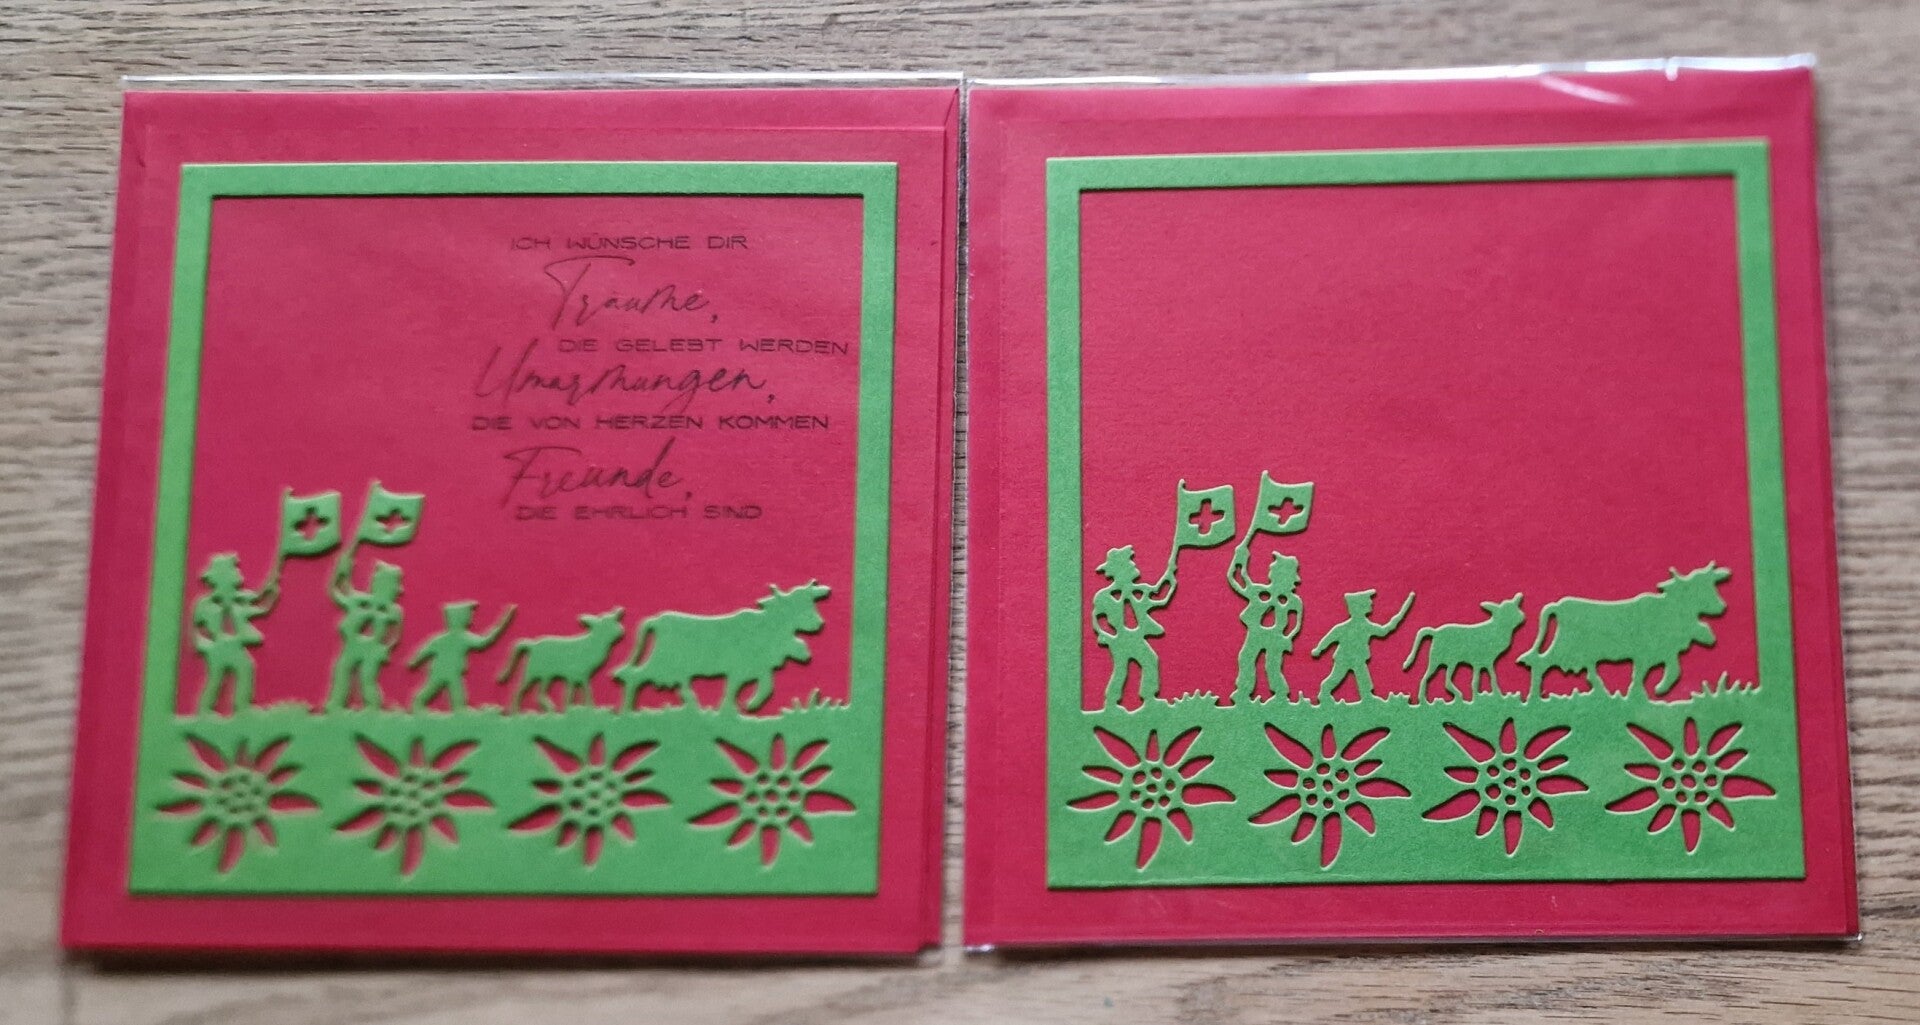 ICH WÜNSCHE DIR
Träume,
DIE GELEBT WERDEN
Umarmungen,
DIE VON HERZEN KOMMEN
Freunde,
DIE EHRLICH SIND